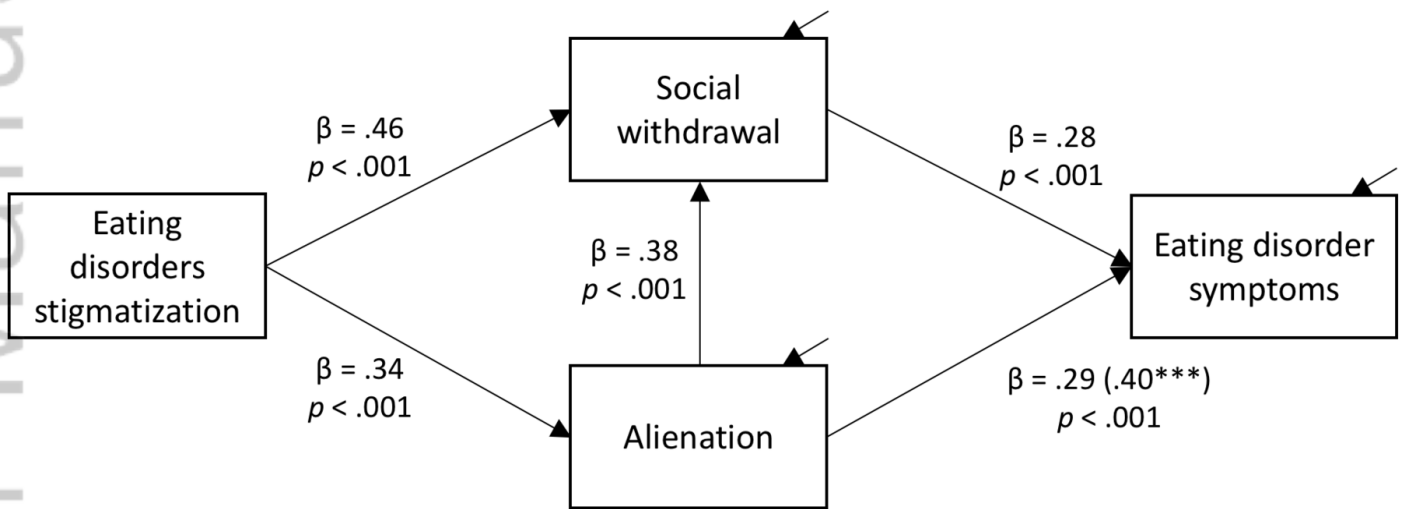 Social
withdrawal
β = .46
p < .001
β = .28
p < .001
Eating
disorders
stigmatization
β = .38
p < .001
Eating disorder
symptoms
β = .34
p < .001
Alienation
β = .29 (.40***)
p < .001